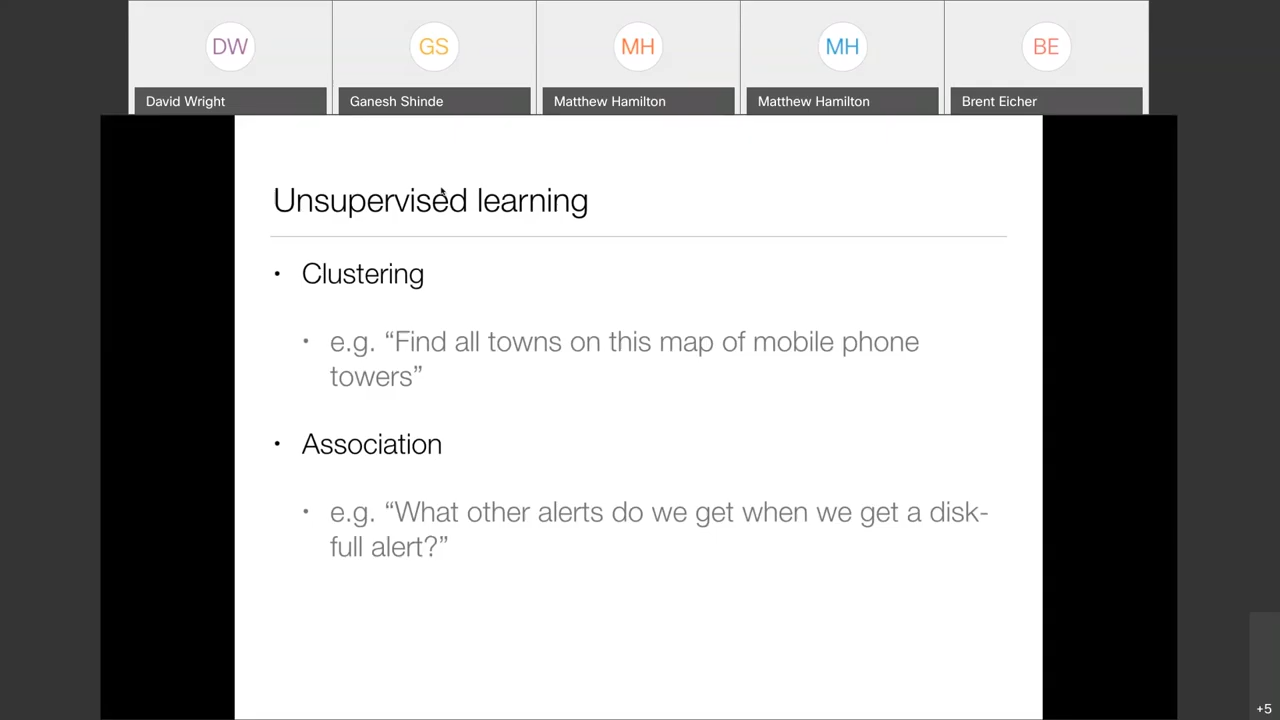 DW
GS
MH
MH
BE
David Wright
Ganesh Shinde
Matthew Hamilton
Matthew Hamilton
Brent Eicher
Unsupervised learning
• Clustering
• e.g. “Find all towns on this map of mobile phone
towers”
• Association
• e.g. “What other alerts do we get when we get a disk-
full alert?”
+5